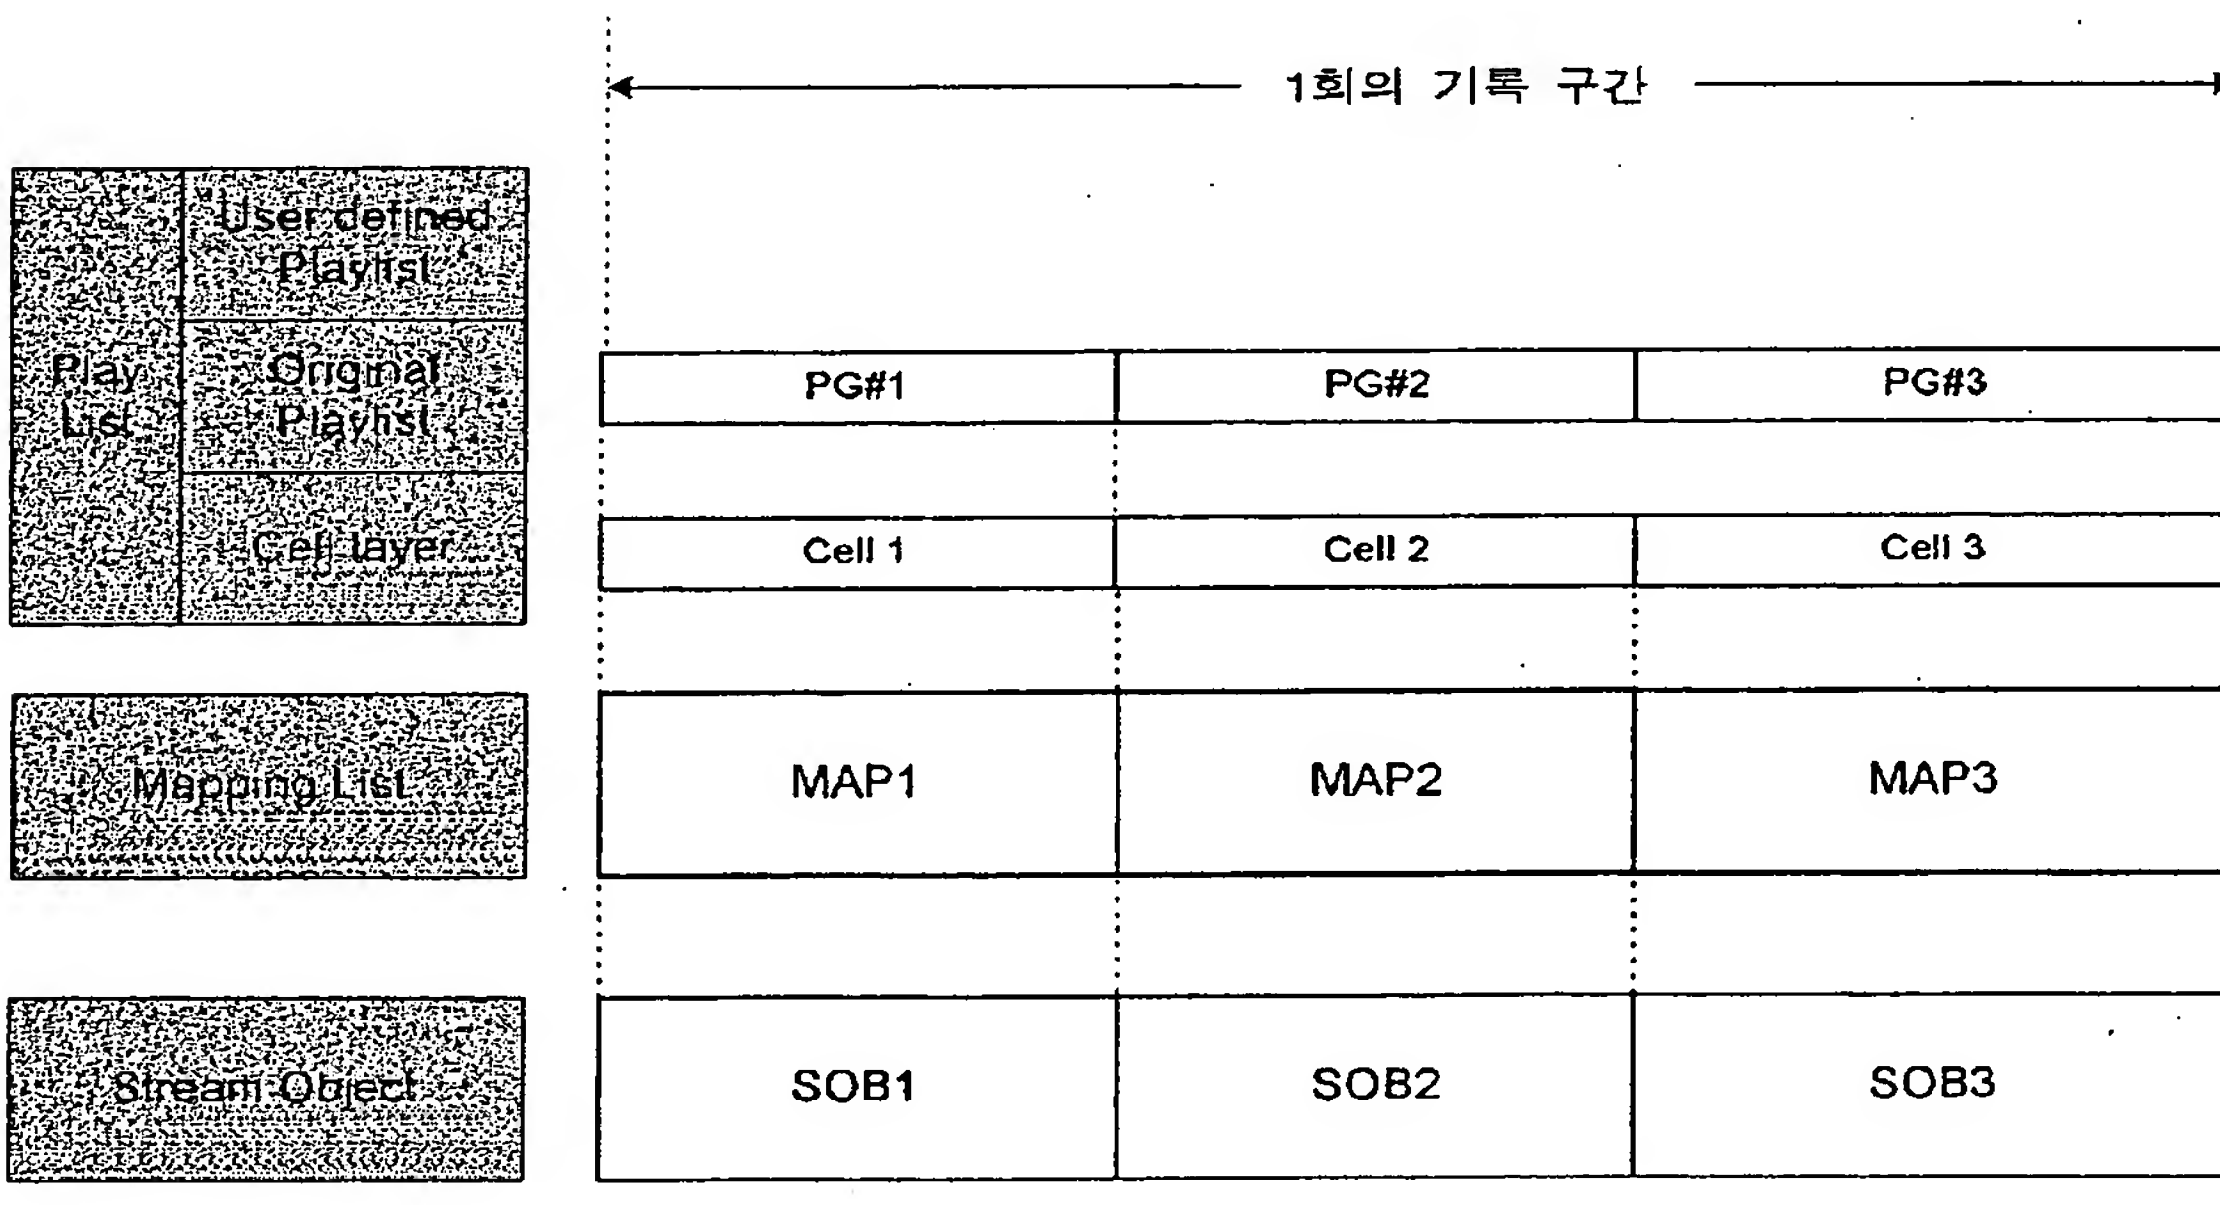 1회의 기록 구간
User defined
Playlist
Play
List
Original
Playlist
PG#1
PG#2
PG#3
Cell layer
Cell 1
Cell 2
Cell 3
Mapping List
MAP1
MAP2
MAP3
Stream Object
SOB1
SOB2
SOB3